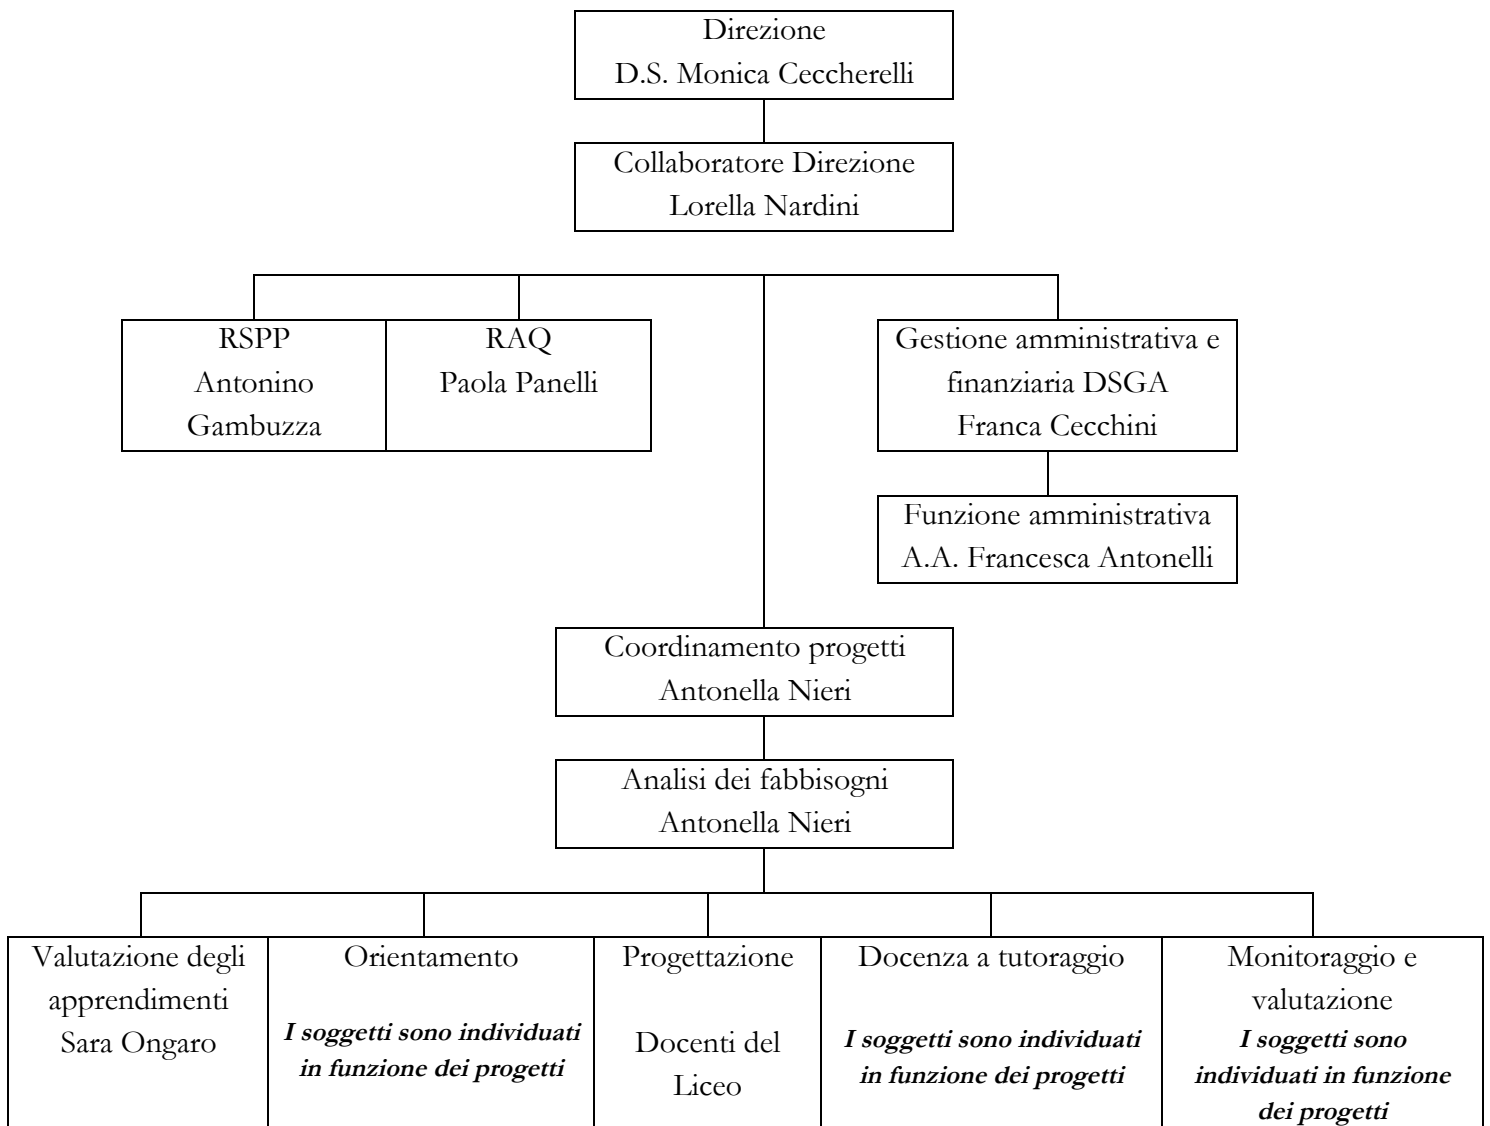 Direzione
D.S. Monica Ceccherelli
Collaboratore Direzione
Lorella Nardini
RSPP
Antonino
Gambuzza
RAQ
Paola Panelli
Gestione amministrativa e
finanziaria DSGA
Franca Cecchini
Funzione amministrativa
A.A. Francesca Antonelli
Coordinamento progetti
Antonella Nieri
Analisi dei fabbisogni
Antonella Nieri
Valutazione degli
apprendimenti
Sara Ongaro
Orientamento
I soggetti sono individuati
in funzione dei progetti
Progettazione
Docenti del
Liceo
Docenza a tutoraggio
I soggetti sono individuati
in funzione dei progetti
Monitoraggio e
valutazione
I soggetti sono
individuati in funzione
dei progetti